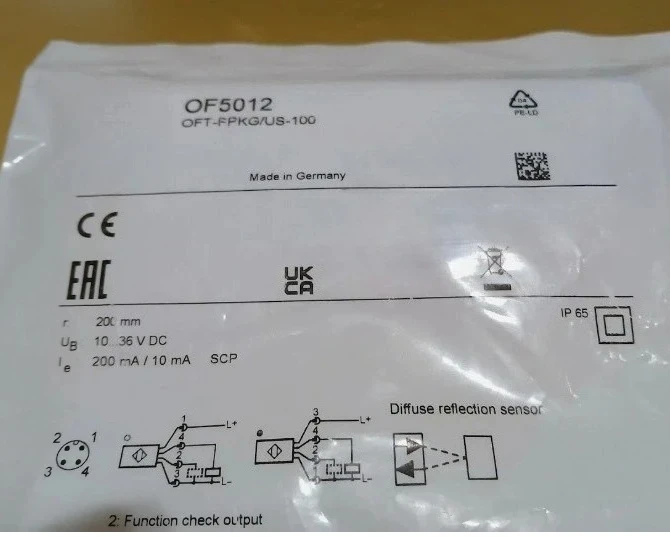 OF5012
OFT-FPKG/US-100
04
PE-LD
Made in Germany
CE
EAC
UK
CA
r 200 mm
IP 65
UB 10...36 V DC
Ie 200 mA / 10 mA SCP
Diffuse reflection sensor
2 1
3 4
1 L+
4
2
3 L-
3 L+
4
2
L-
2: Function check output